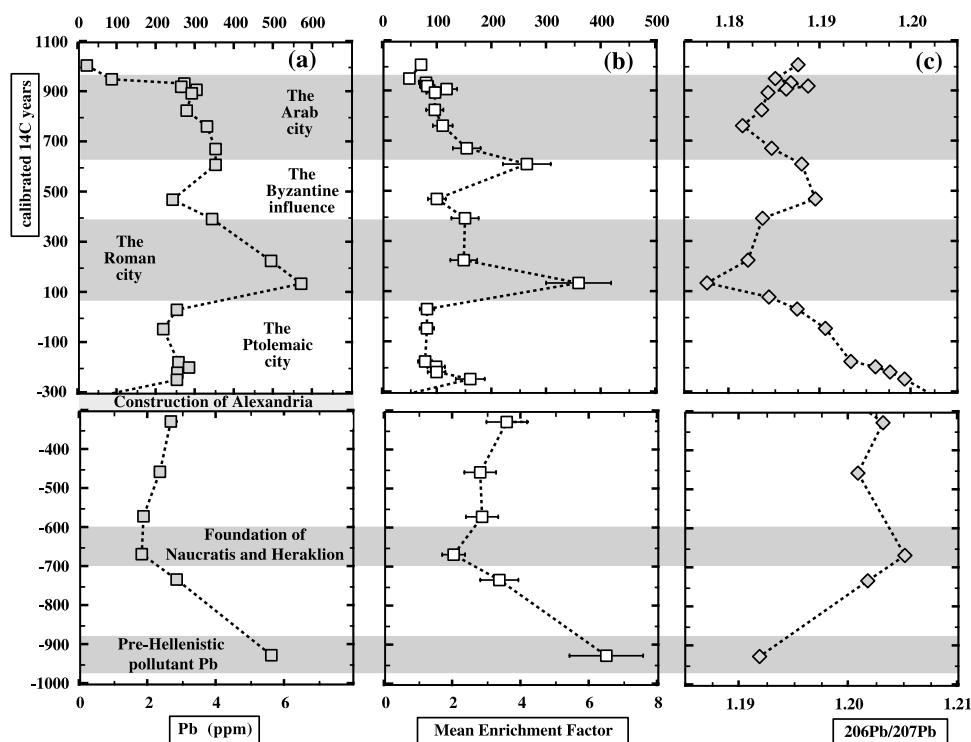 0 100 200 300 400 500 600 700
0 100 200 300 400 500
1.18 1.19 1.20
(a)
(b)
(c)
calibrated 14C years
1100
900
700
500
300
100
-100
-300
The
Arab
city
The
Byzantine
influence
The
Roman
city
The
Ptolemaic
city
Construction of Alexandria
-400
-500
-600
-700
-800
-900
-1000
Foundation of
Naucratis and Heraklion
Pre-Hellenistic
pollutant Pb
0 2 4 6
0 2 4 6 8
1.19 1.20 1.21
Pb (ppm)
Mean Enrichment Factor
206Pb/207Pb